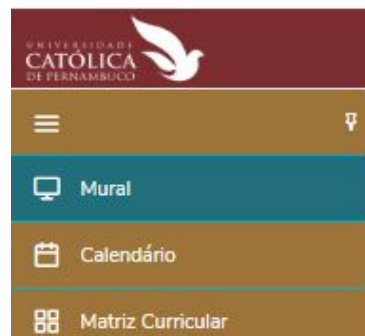 UNIVERSIDADE
CATÓLICA
DE PERNAMBUCO
Mural
Calendário
Matriz Curricular